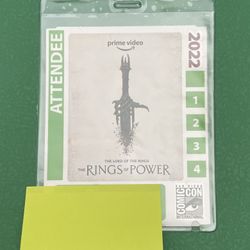 ATTENDEE
prime video
2022
1
2
3
4
THE LORD OF THE RINGS
THE RINGS OF POWER
COMIC CON
INTERNATIONAL